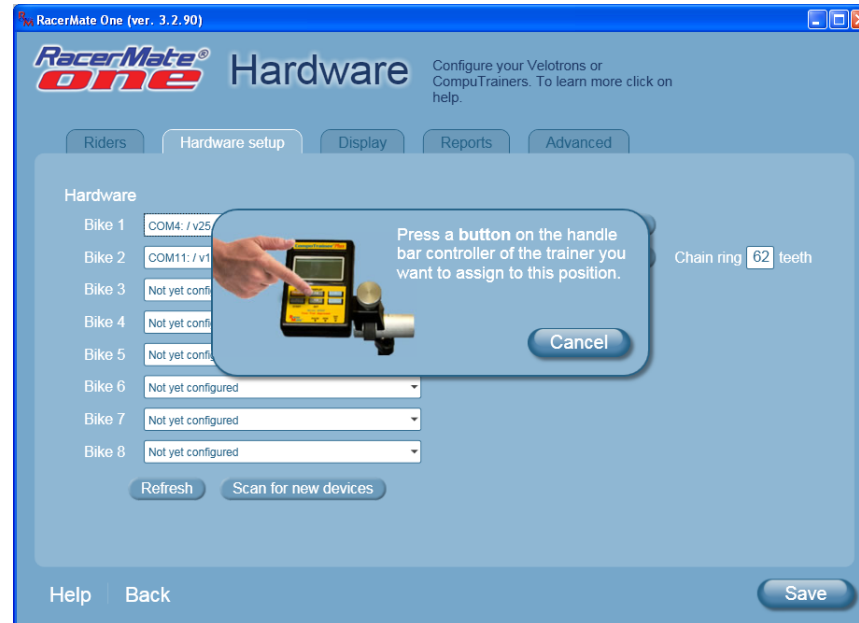 RacerMate One (ver. 3.2.90)
RacerMate®
one
Hardware
Configure your Velotrons or
CompuTrainers. To learn more click on
help.
Riders
Hardware setup
Display
Reports
Advanced
Hardware
Bike 1 COM4: / v25
Bike 2 COM11: / v1
Chain ring 62 teeth
Bike 3 Not yet
Bike 4 Not yet
Bike 5 Not yet
Press a button on the handle
bar controller of the trainer you
want to assign to this position.
CompuTrainer
Cancel
Bike 6 Not yet configured
Bike 7 Not yet configured
Bike 8 Not yet configured
Refresh
Scan for new devices
Help
Back
Save